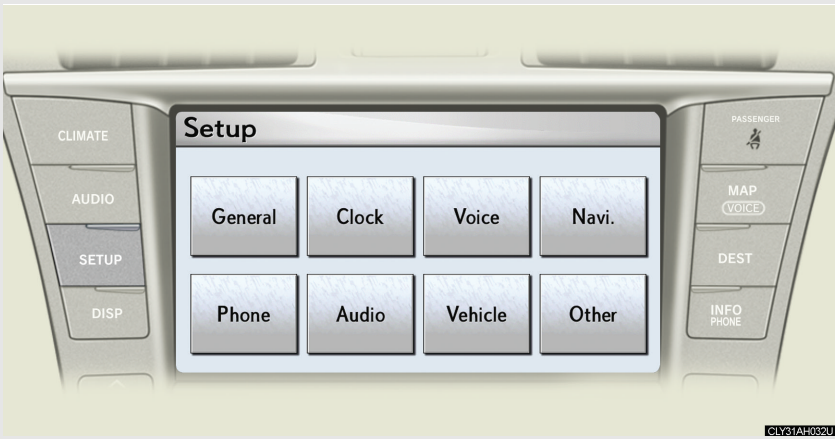 CLIMATE
AUDIO
SETUP
DISP
Setup
General
Clock
Voice
Navi.
Phone
Audio
Vehicle
Other
PASSENGER
MAP
VOICE
DEST
INFO
PHONE
CLY31AH032U